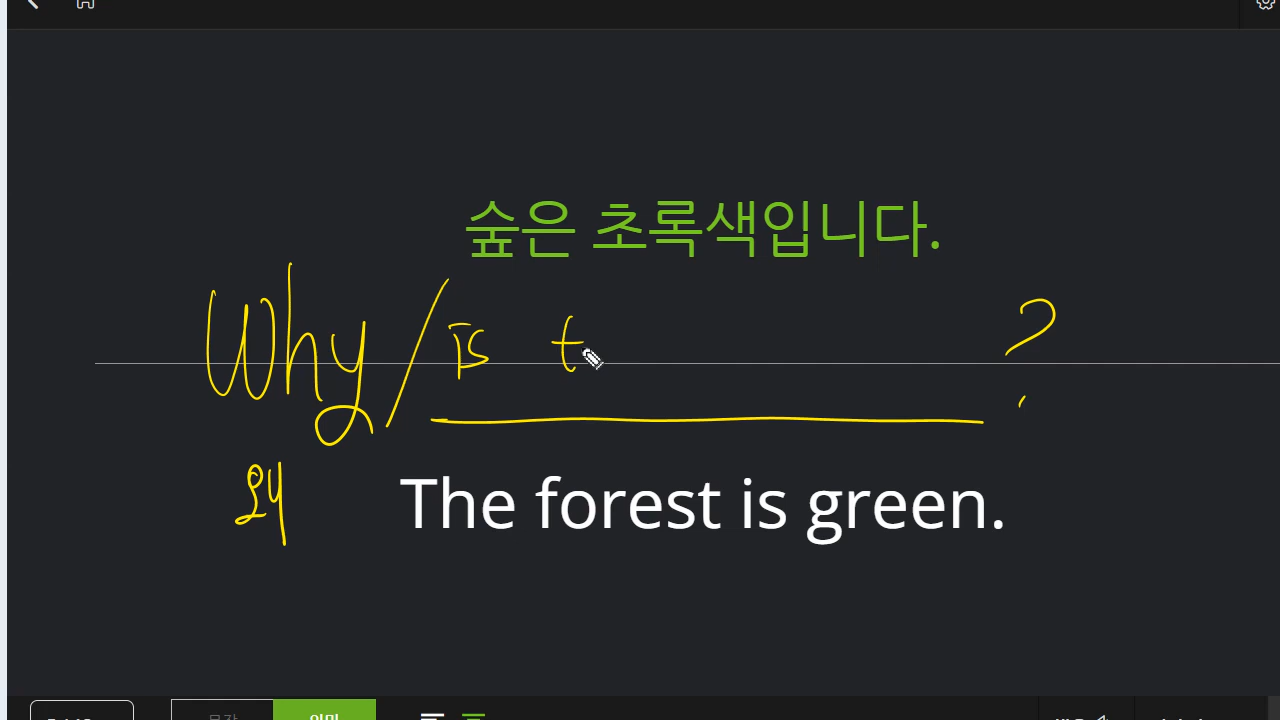 숲은 초록색입니다.
Why / is t ?
왜
The forest is green.